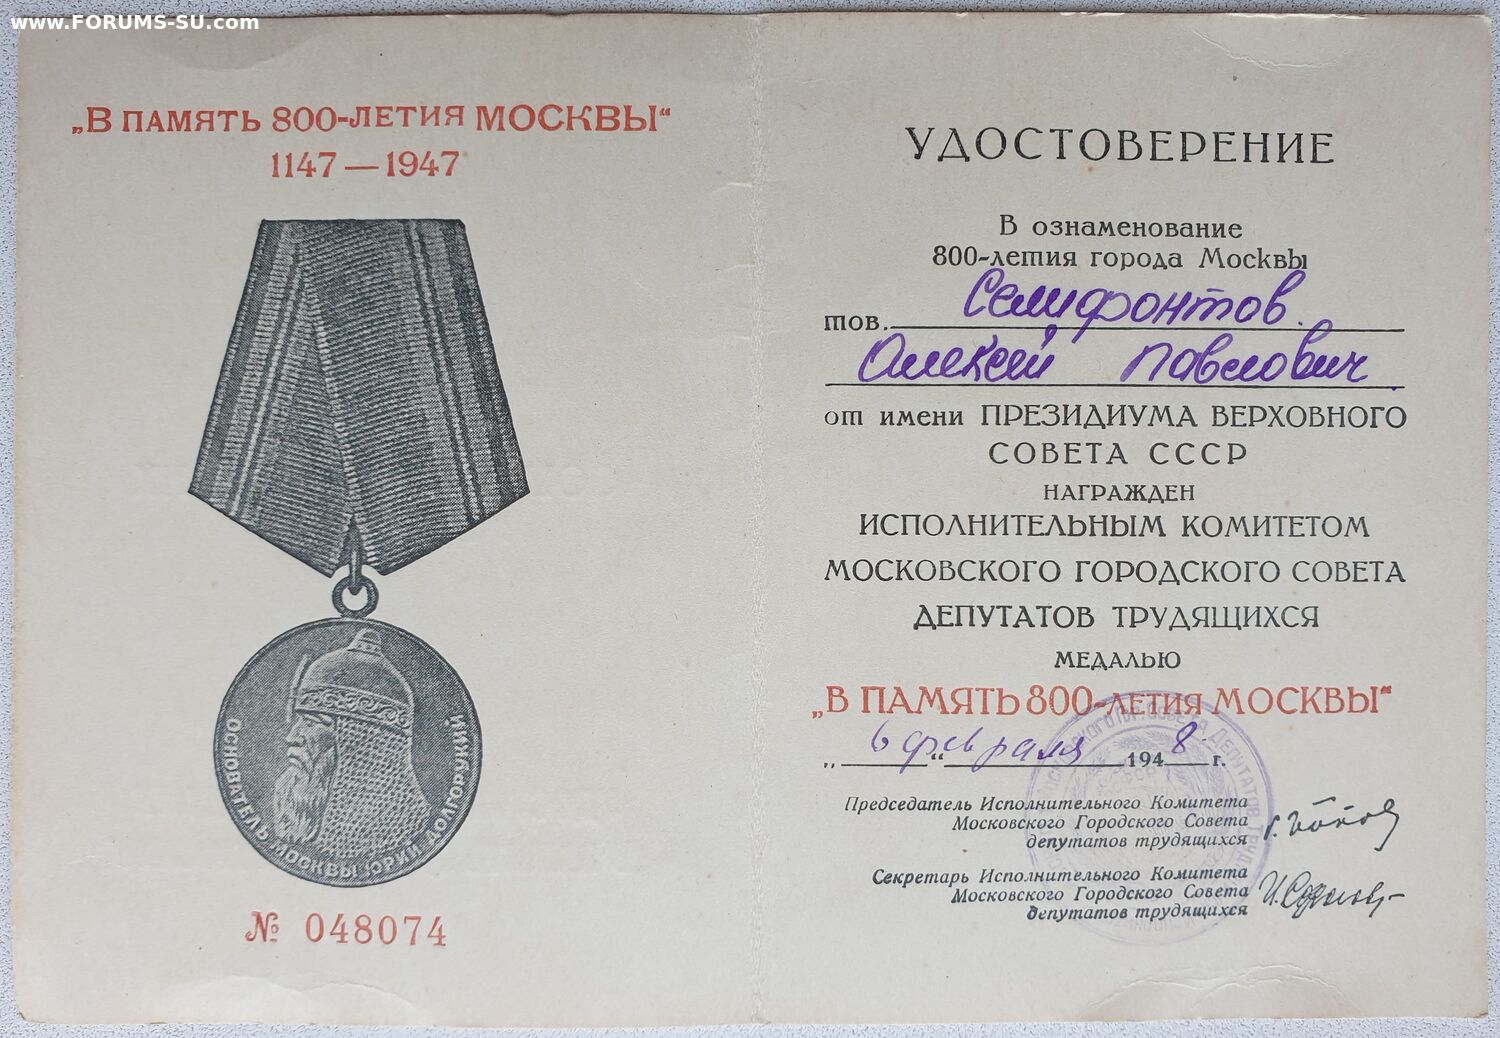 www.FORUMS-SU.com
„В ПАМЯТЬ 800-ЛЕТИЯ МОСКВЫ“
1147—1947
ОСНОВАТЕЛЬ МОСКВЫ ЮРИЙ ДОЛГОРУКИЙ
№ 048074
УДОСТОВЕРЕНИЕ
В ознаменование
800-летия города Москвы
тов. Селифонтов
Алексей Павлович
от имени ПРЕЗИДИУМА ВЕРХОВНОГО
СОВЕТА СССР
НАГРАЖДЕН
ИСПОЛНИТЕЛЬНЫМ КОМИТЕТОМ
МОСКОВСКОГО ГОРОДСКОГО СОВЕТА
ДЕПУТАТОВ ТРУДЯЩИХСЯ
МЕДАЛЬЮ
„В ПАМЯТЬ 800-ЛЕТИЯ МОСКВЫ“
„6“ февраля 1948 г.
Председатель Исполнительного Комитета
Московского Городского Совета
депутатов трудящихся
Г. Попов
Секретарь Исполнительного Комитета
Московского Городского Совета
депутатов трудящихся